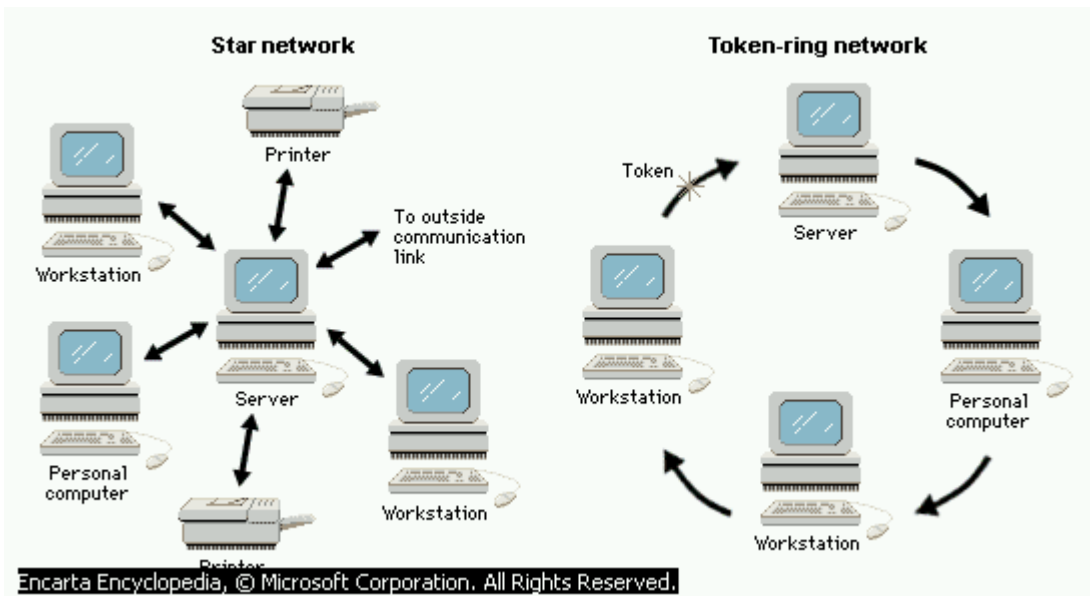 Star network
Printer
To outside
communication
link
Workstation
Server
Personal
computer
Workstation
Printer
Token-ring network
Token
Server
Workstation
Personal
computer
Workstation
Encarta Encyclopedia, © Microsoft Corporation. All Rights Reserved.